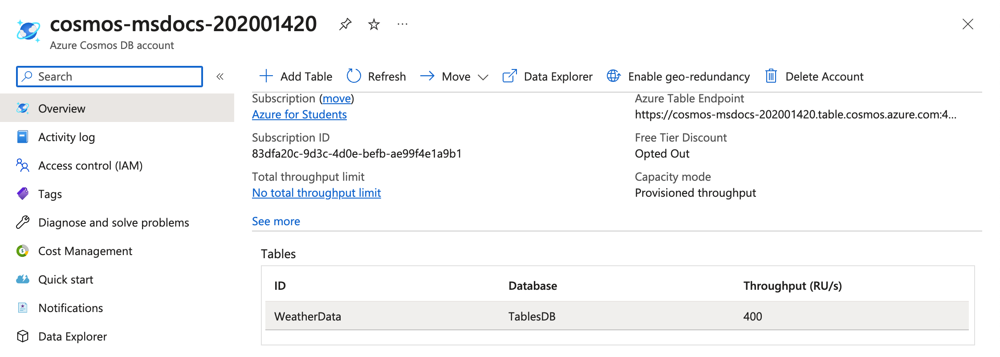 cosmos-msdocs-202001420
Azure Cosmos DB account
Search
Overview
Activity log
Access control (IAM)
Tags
Diagnose and solve problems
Cost Management
Quick start
Notifications
Data Explorer
Add Table Refresh Move Data Explorer Enable geo-redundancy Delete Account
Subscription (move)
Azure for Students
Subscription ID
83dfa20c-9d3c-4d0e-befb-ae99f4e1a9b1
Total throughput limit
No total throughput limit
See more
Azure Table Endpoint
https://cosmos-msdocs-202001420.table.cosmos.azure.com:4...
Free Tier Discount
Opted Out
Capacity mode
Provisioned throughput
Tables
ID Database Throughput (RU/s)
WeatherData TablesDB 400